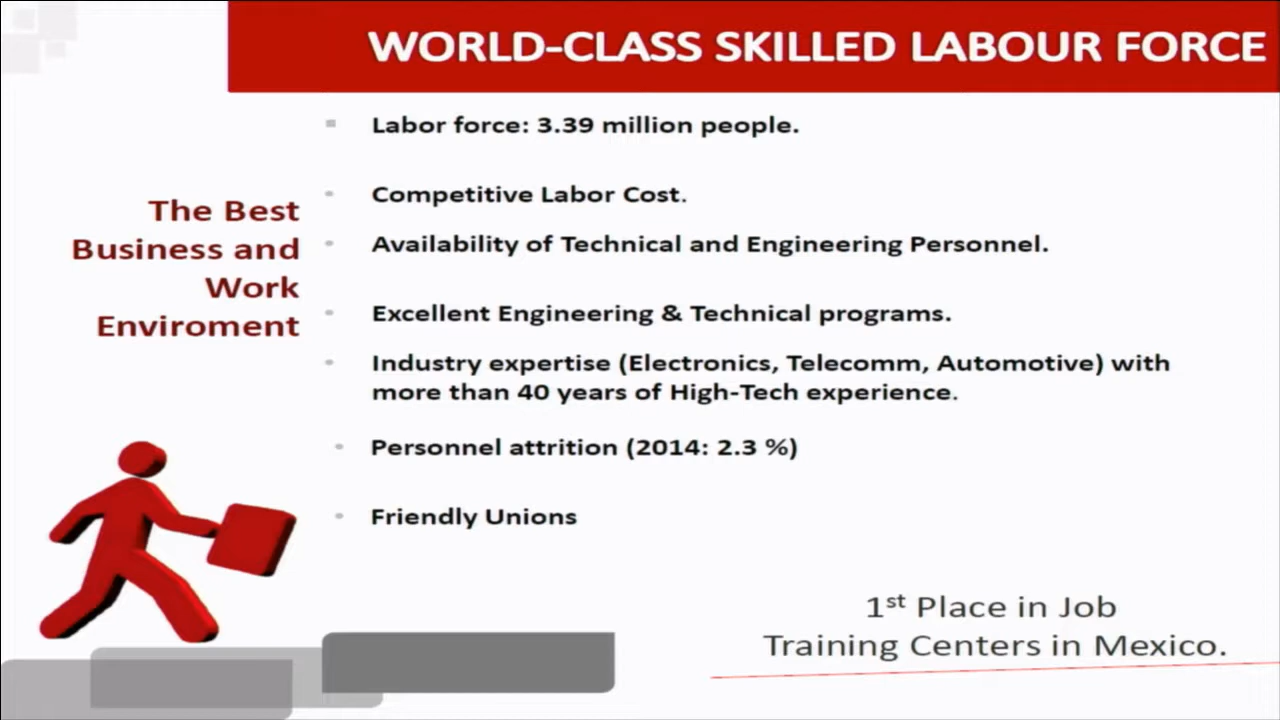 WORLD-CLASS SKILLED LABOUR FORCE
The Best
Business and
Work
Enviroment
Labor force: 3.39 million people.
Competitive Labor Cost.
Availability of Technical and Engineering Personnel.
Excellent Engineering & Technical programs.
Industry expertise (Electronics, Telecomm, Automotive) with
more than 40 years of High-Tech experience.
Personnel attrition (2014: 2.3 %)
Friendly Unions
1st Place in Job
Training Centers in Mexico.